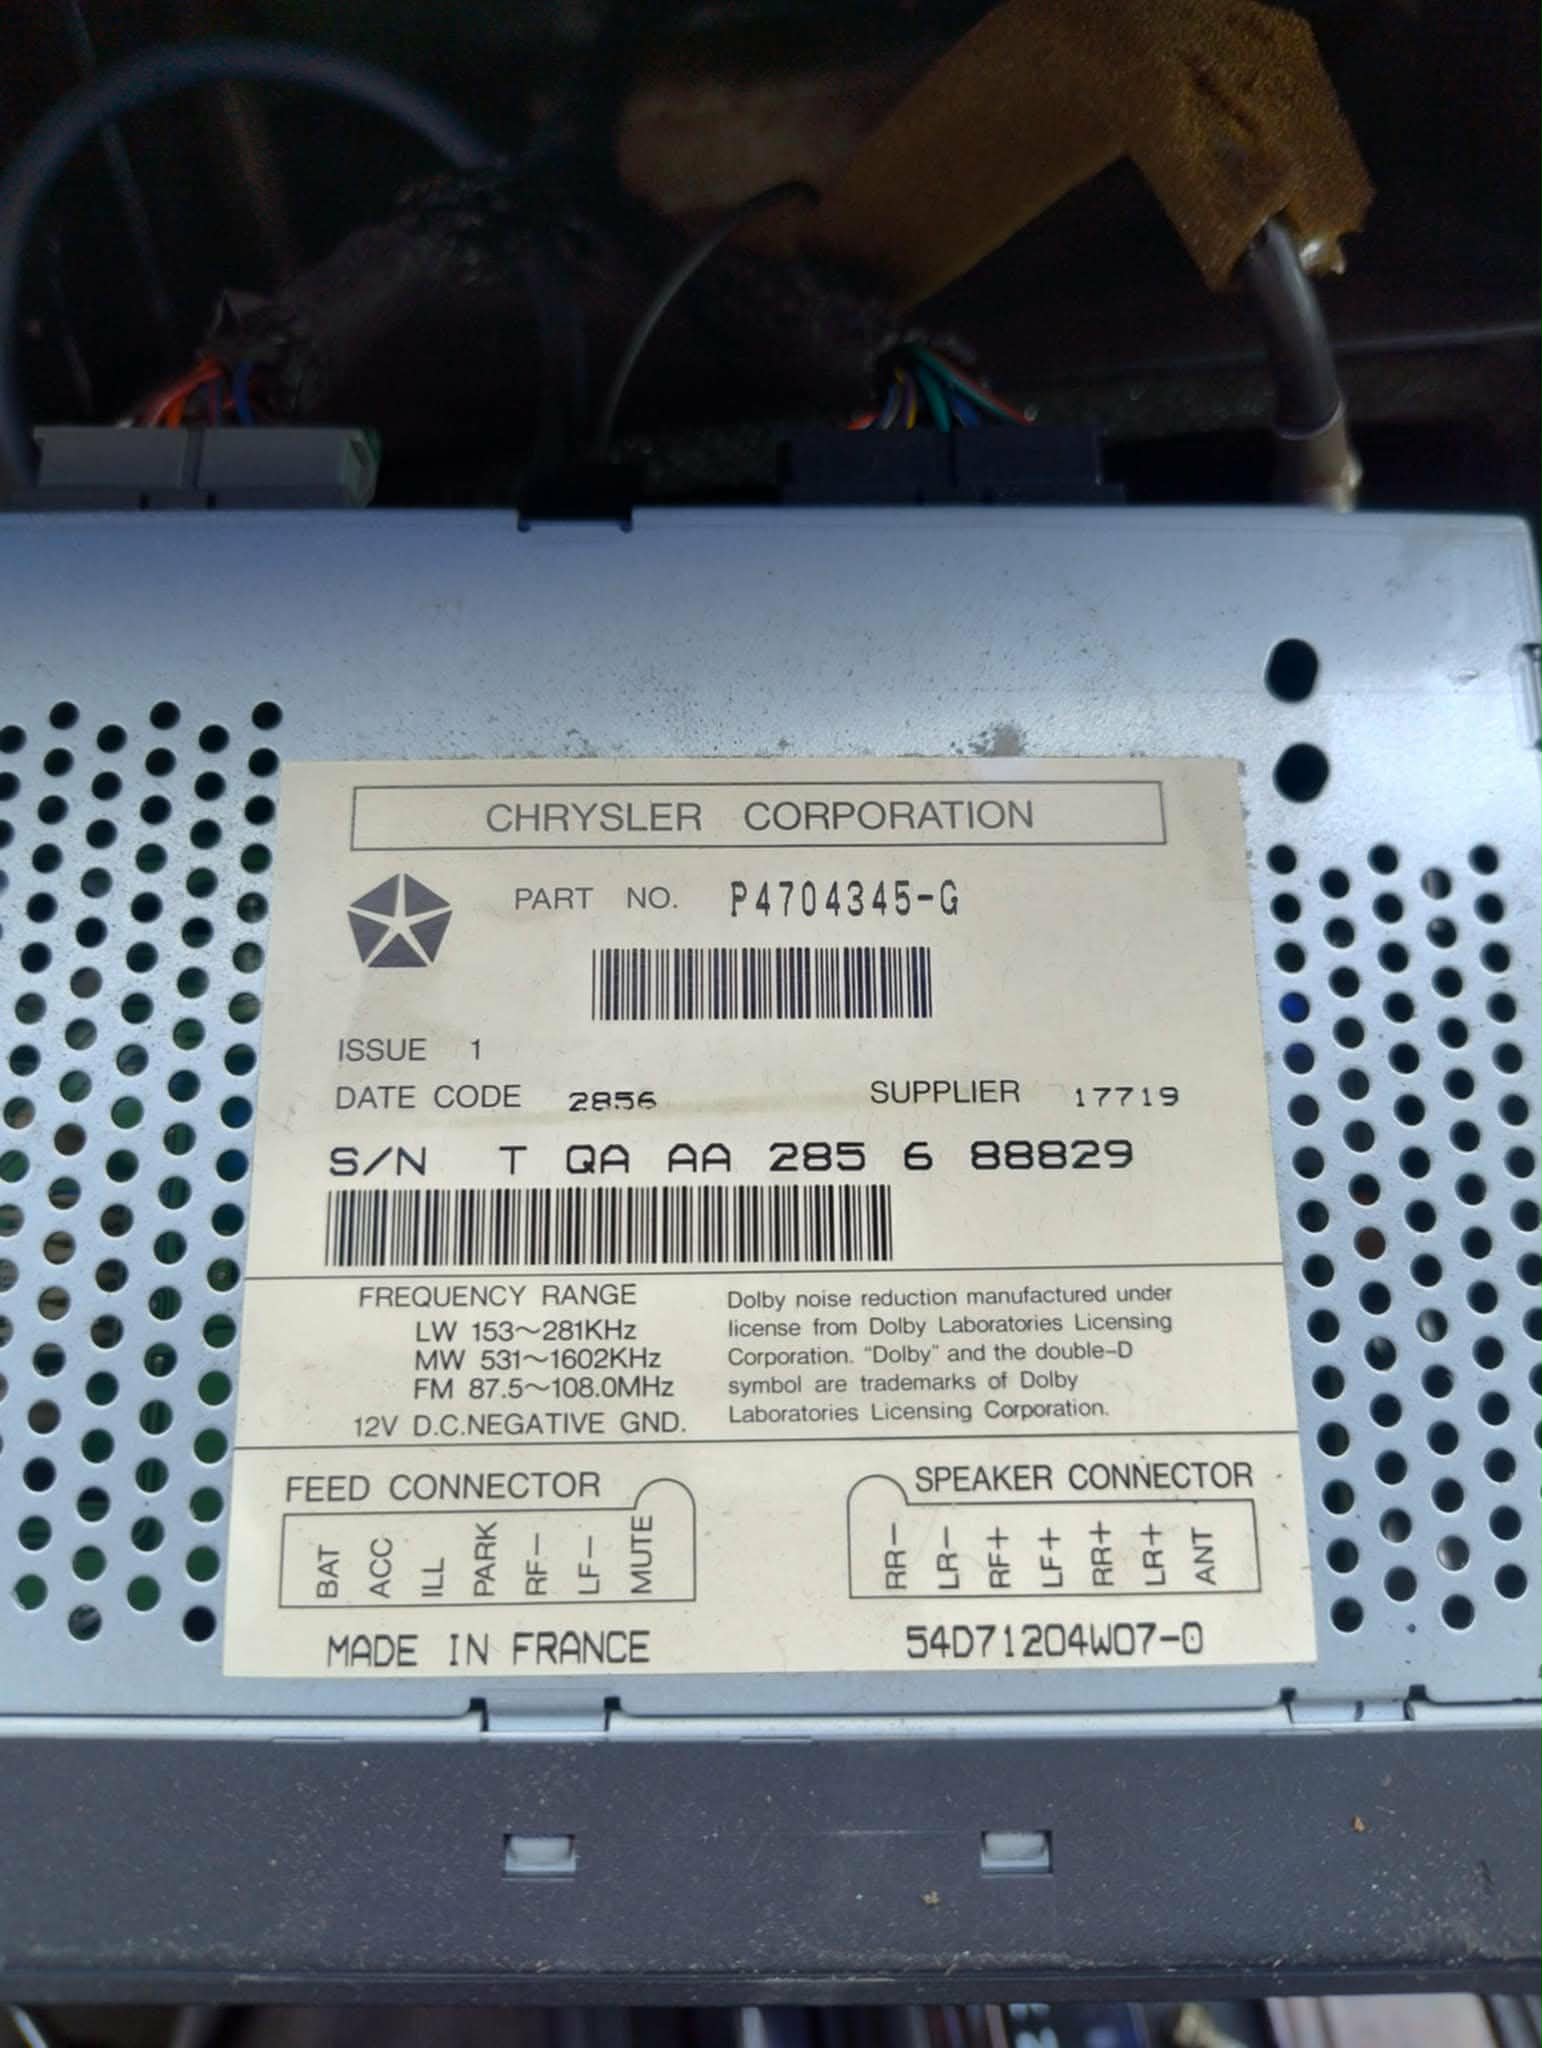 CHRYSLER CORPORATION
PART NO. P4704345-G
ISSUE 1
DATE CODE 2856 SUPPLIER 17719
S/N T QA AA 285 6 88829
FREQUENCY RANGE
LW 153~281KHz
MW 531~1602KHz
FM 87.5~108.0MHz
12V D.C.NEGATIVE GND.
Dolby noise reduction manufactured under
license from Dolby Laboratories Licensing
Corporation. "Dolby" and the double-D
symbol are trademarks of Dolby
Laboratories Licensing Corporation.
FEED CONNECTOR
BAT ACC ILL PARK RF- LF- MUTE
SPEAKER CONNECTOR
RR- LR- RF+ LF+ RR+ LR+ ANT
MADE IN FRANCE
54D71204W07-0